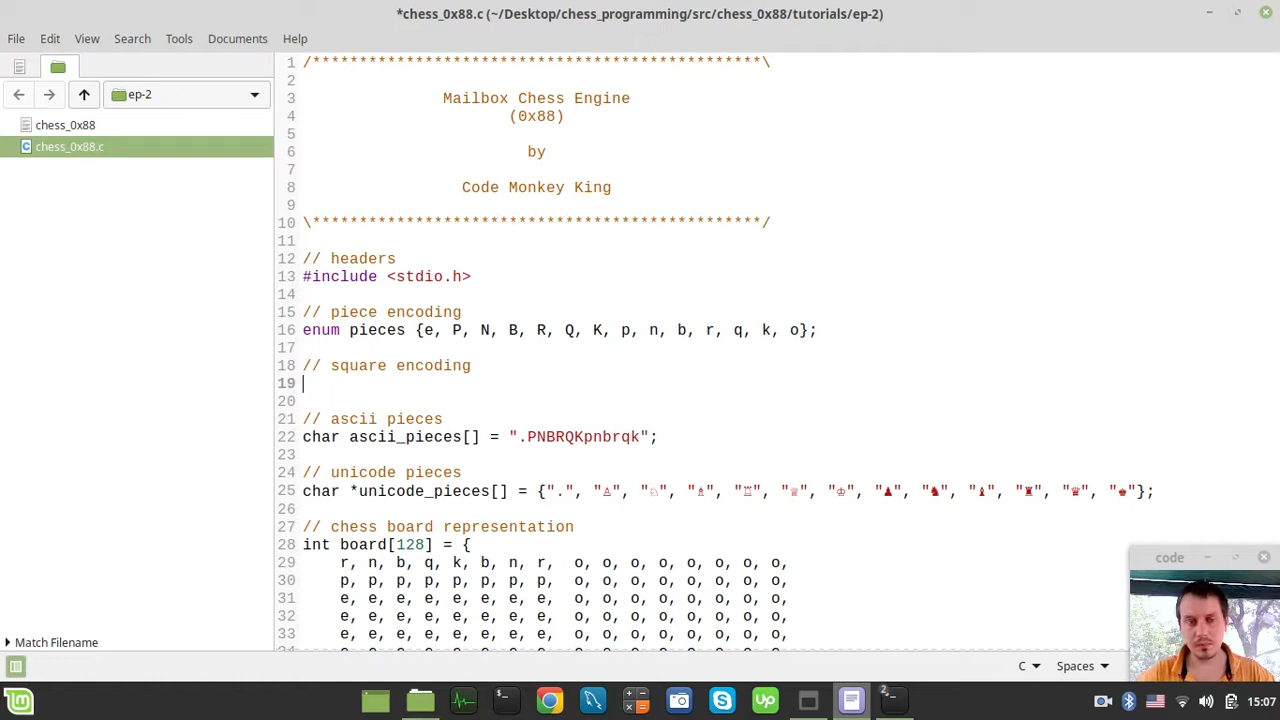 *chess_0x88.c (~/Desktop/chess_programming/src/chess_0x88/tutorials/ep-2)
File Edit View Search Tools Documents Help
ep-2
chess_0x88
chess_0x88.c
Match Filename
1 /************************************************\
2
3 Mailbox Chess Engine
4 (0x88)
5
6 by
7
8 Code Monkey King
9
10 \************************************************/
11
12 // headers
13 #include <stdio.h>
14
15 // piece encoding
16 enum pieces {e, P, N, B, R, Q, K, p, n, b, r, q, k, o};
17
18 // square encoding
19
20
21 // ascii pieces
22 char ascii_pieces[] = ".PNBRQKpnbrqk";
23
24 // unicode pieces
25 char *unicode_pieces[] = {".", "♙", "♘", "♗", "♖", "♕", "♔", "♟", "♞", "♝", "♜", "♛", "♚"};
26
27 // chess board representation
28 int board[128] = {
29 r, n, b, q, k, b, n, r, o, o, o, o, o, o, o, o,
30 p, p, p, p, p, p, p, p, o, o, o, o, o, o, o, o,
31 e, e, e, e, e, e, e, e, o, o, o, o, o, o, o, o,
32 e, e, e, e, e, e, e, e, o, o, o, o, o, o, o, o,
33 e, e, e, e, e, e, e, e, o, o, o, o, o, o, o, o,
code
C Spaces
15:07